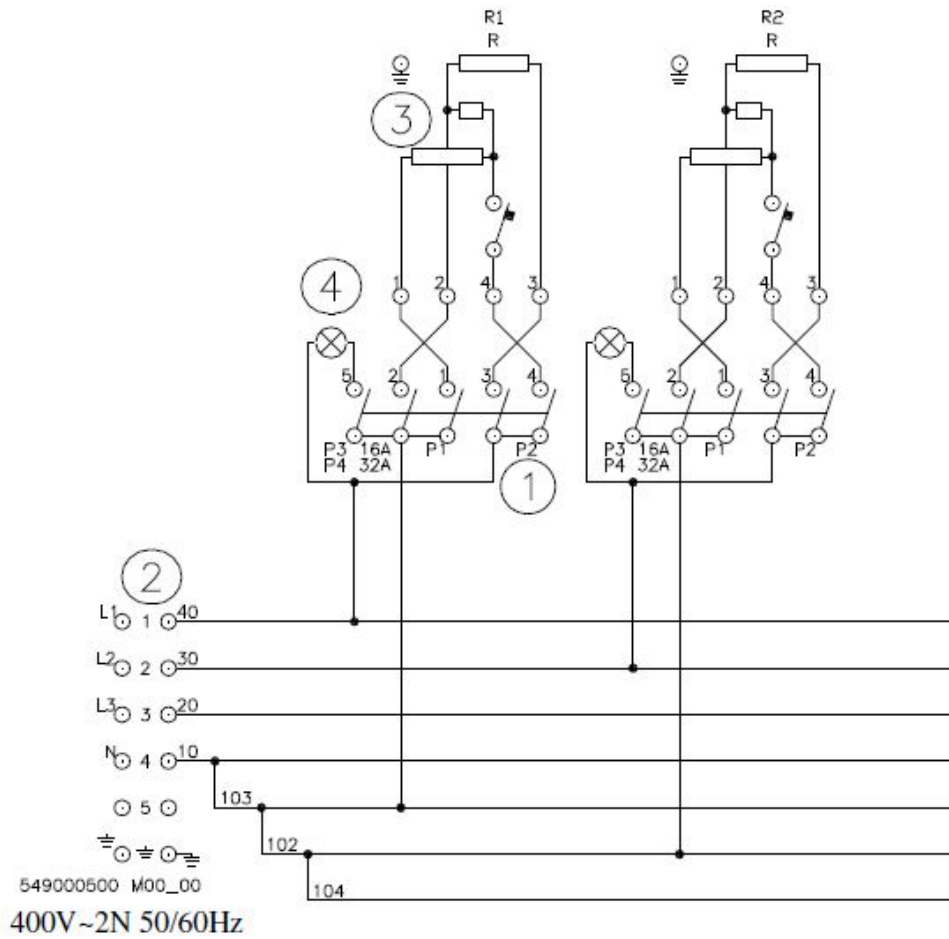 R1 R2
R R
3
4
1 2 4 3 1 2 4 3
5 2 1 3 4 5 2 1 3 4
P3 16A P1 P2 P3 16A P1 P2
P4 32A P4 32A
1
2
L1 1 40
L2 2 30
L3 3 20
N 4 10
103
5
102
549000500 M00_00
104
400V~2N 50/60Hz